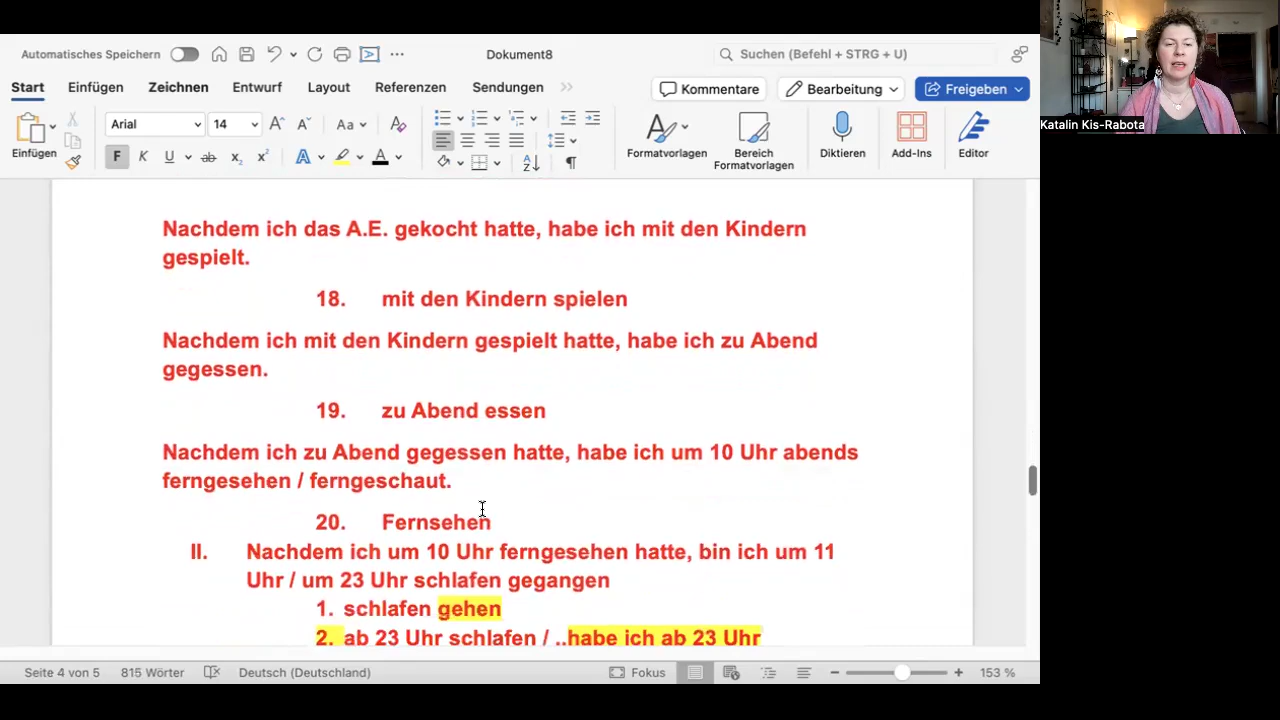 Automatisches Speichern
Dokument8
Suchen (Befehl + STRG + U)
Start Einfügen Zeichnen Entwurf Layout Referenzen Sendungen
Kommentare Bearbeitung Freigeben
Einfügen
Arial 14
F K U ab x₂ x²
Formatvorlagen
Bereich Formatvorlagen
Diktieren
Add-Ins
Editor
Katalin Kis-Rabota
Nachdem ich das A.E. gekocht hatte, habe ich mit den Kindern
gespielt.
18. mit den Kindern spielen
Nachdem ich mit den Kindern gespielt hatte, habe ich zu Abend
gegessen.
19. zu Abend essen
Nachdem ich zu Abend gegessen hatte, habe ich um 10 Uhr abends
ferngesehen / ferngeschaut.
20. Fernsehen
II. Nachdem ich um 10 Uhr ferngesehen hatte, bin ich um 11
Uhr / um 23 Uhr schlafen gegangen
1. schlafen gehen
2. ab 23 Uhr schlafen / ..habe ich ab 23 Uhr
Seite 4 von 5 815 Wörter Deutsch (Deutschland) Fokus 153 %